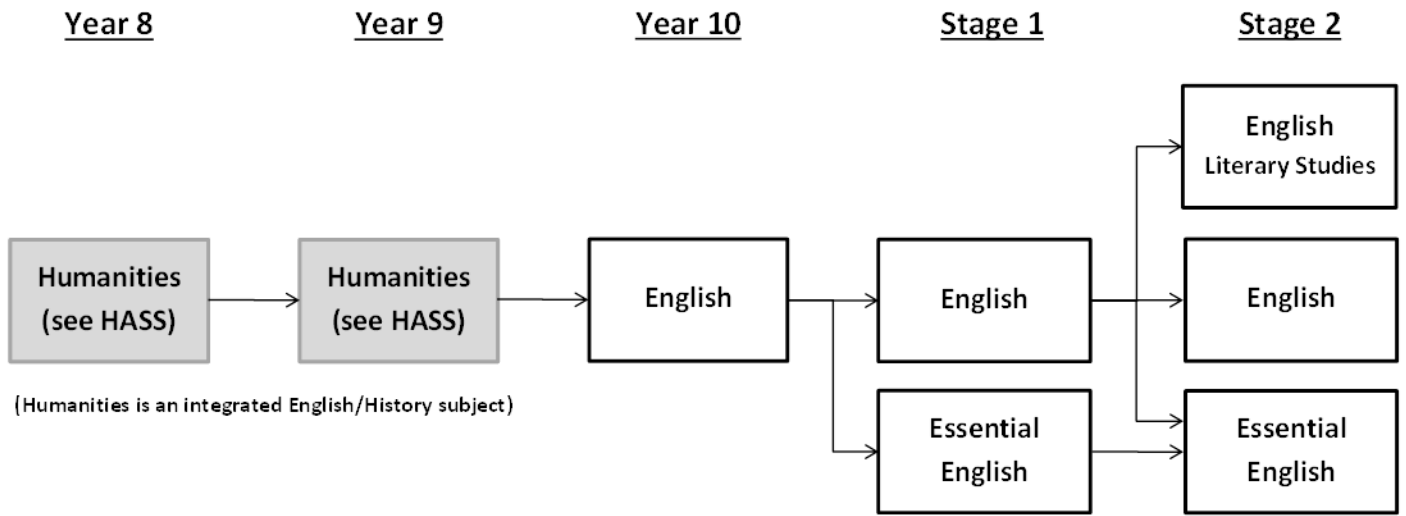 Year 8
Year 9
Year 10
Stage 1
Stage 2
English
Literary Studies
Humanities
(see HASS)
Humanities
(see HASS)
English
English
English
(Humanities is an integrated English/History subject)
Essential
English
Essential
English